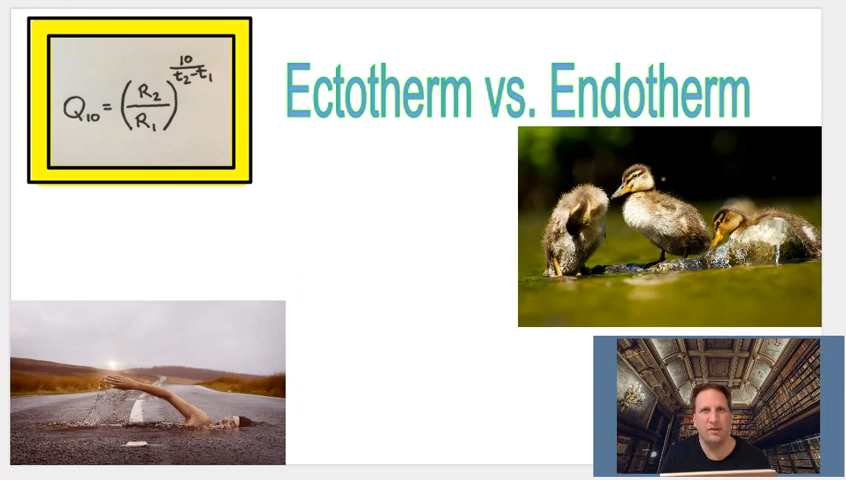 Q₁₀ = (R₂/R₁)^(10/(t₂-t₁))
Ectotherm vs. Endotherm